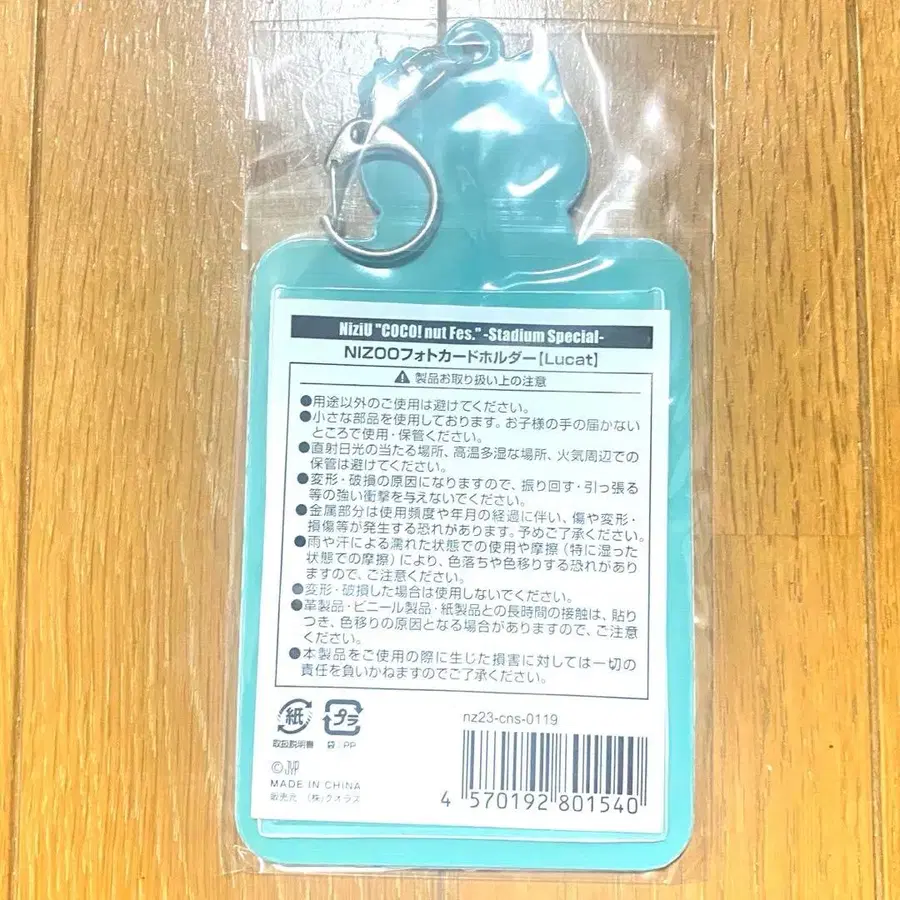 NiziU "COCO! nut Fes." -Stadium Special-
NIZOOフォトカードホルダー【Lucat】
製品お取り扱い上の注意
●用途以外のご使用は避けてください。
●小さな部品を使用しております。お子様の手の届かない
ところで使用・保管ください。
●直射日光の当たる場所、高温多湿な場所、火気周辺での
保管は避けてください。
●変形・破損の原因になりますので、振り回す・引っ張る
等の強い衝撃を与えないでください。
●金属部分は使用頻度や年月の経過に伴い、傷や変形・
損傷等が発生する恐れがあります。予めご了承ください。
●雨や汗による濡れた状態での使用や摩擦(特に湿った
状態での摩擦)により、色落ちや色移りする恐れがあり
ますので、ご注意ください。
●変形・破損した場合は使用しないでください。
●革製品・ビニール製品・紙製品との長時間の接触は、貼り
つき、色移りの原因となる場合がありますので、ご注意
ください。
●本製品をご使用の際に生じた損害に対しては一切の
責任を負いかねますのでご了承ください。
紙 プラ
取扱説明書 袋:PP
nz23-cns-0119
©JYP
MADE IN CHINA
販売元 (株)クオラス
4 570192 801540